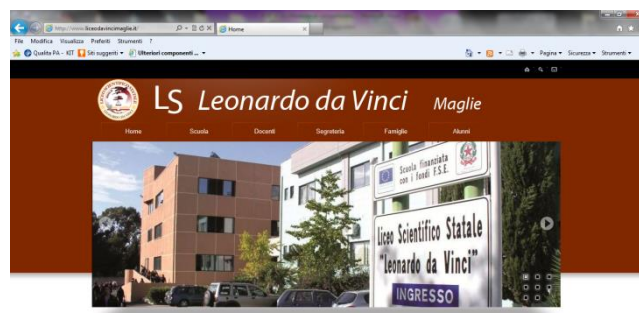 http://www.liceodavincimaglie.it/
Home
File Modifica Visualizza Preferiti Strumenti ?
Qualita PA - KIT Siti suggeriti Ulteriori componenti ...
Pagina Sicurezza Strumenti
LS Leonardo da Vinci Maglie
Home Scuola Docenti Segreteria Famiglie Alunni
Scuola finanziata
con i fondi F.S.E.
Liceo Scientifico Statale
"Leonardo da Vinci"
INGRESSO